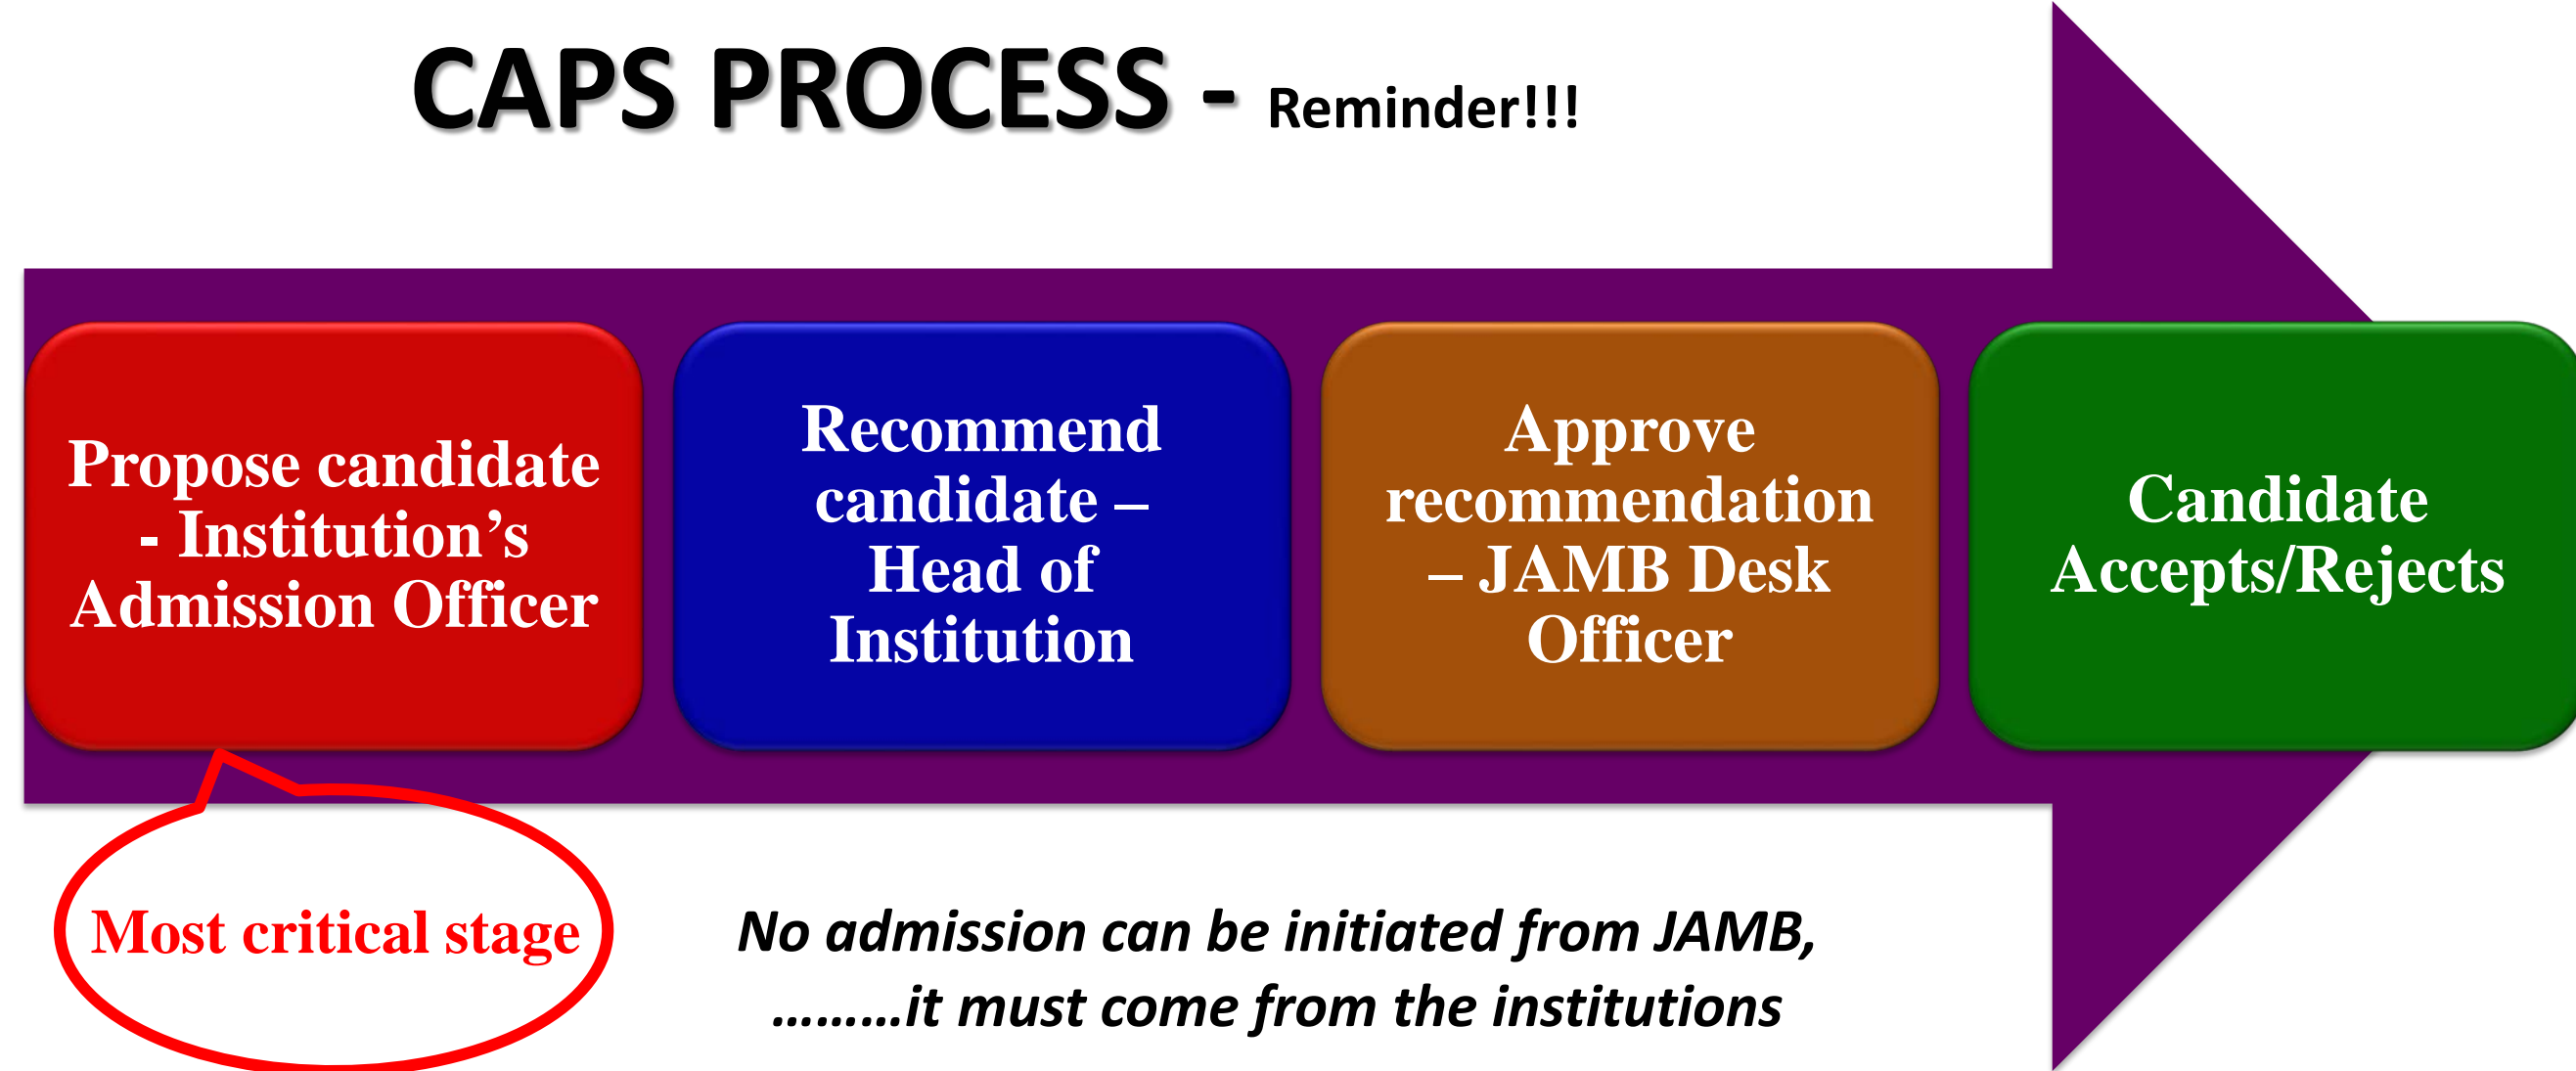 CAPS PROCESS - Reminder!!!
Propose candidate
- Institution’s
Admission Officer
Recommend
candidate –
Head of
Institution
Approve
recommendation
– JAMB Desk
Officer
Candidate
Accepts/Rejects
Most critical stage
No admission can be initiated from JAMB,
………it must come from the institutions